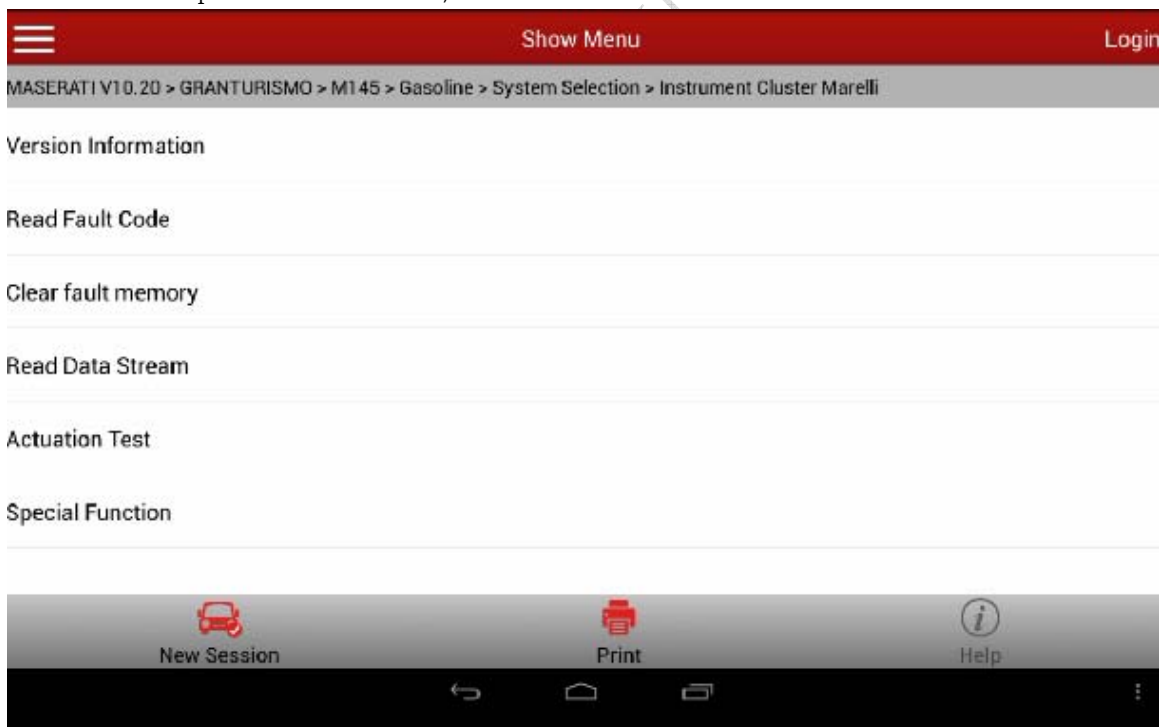 Show Menu
Login
MASERATI V10.20 > GRANTURISMO > M145 > Gasoline > System Selection > Instrument Cluster Marelli
Version Information
Read Fault Code
Clear fault memory
Read Data Stream
Actuation Test
Special Function
New Session
Print
Help